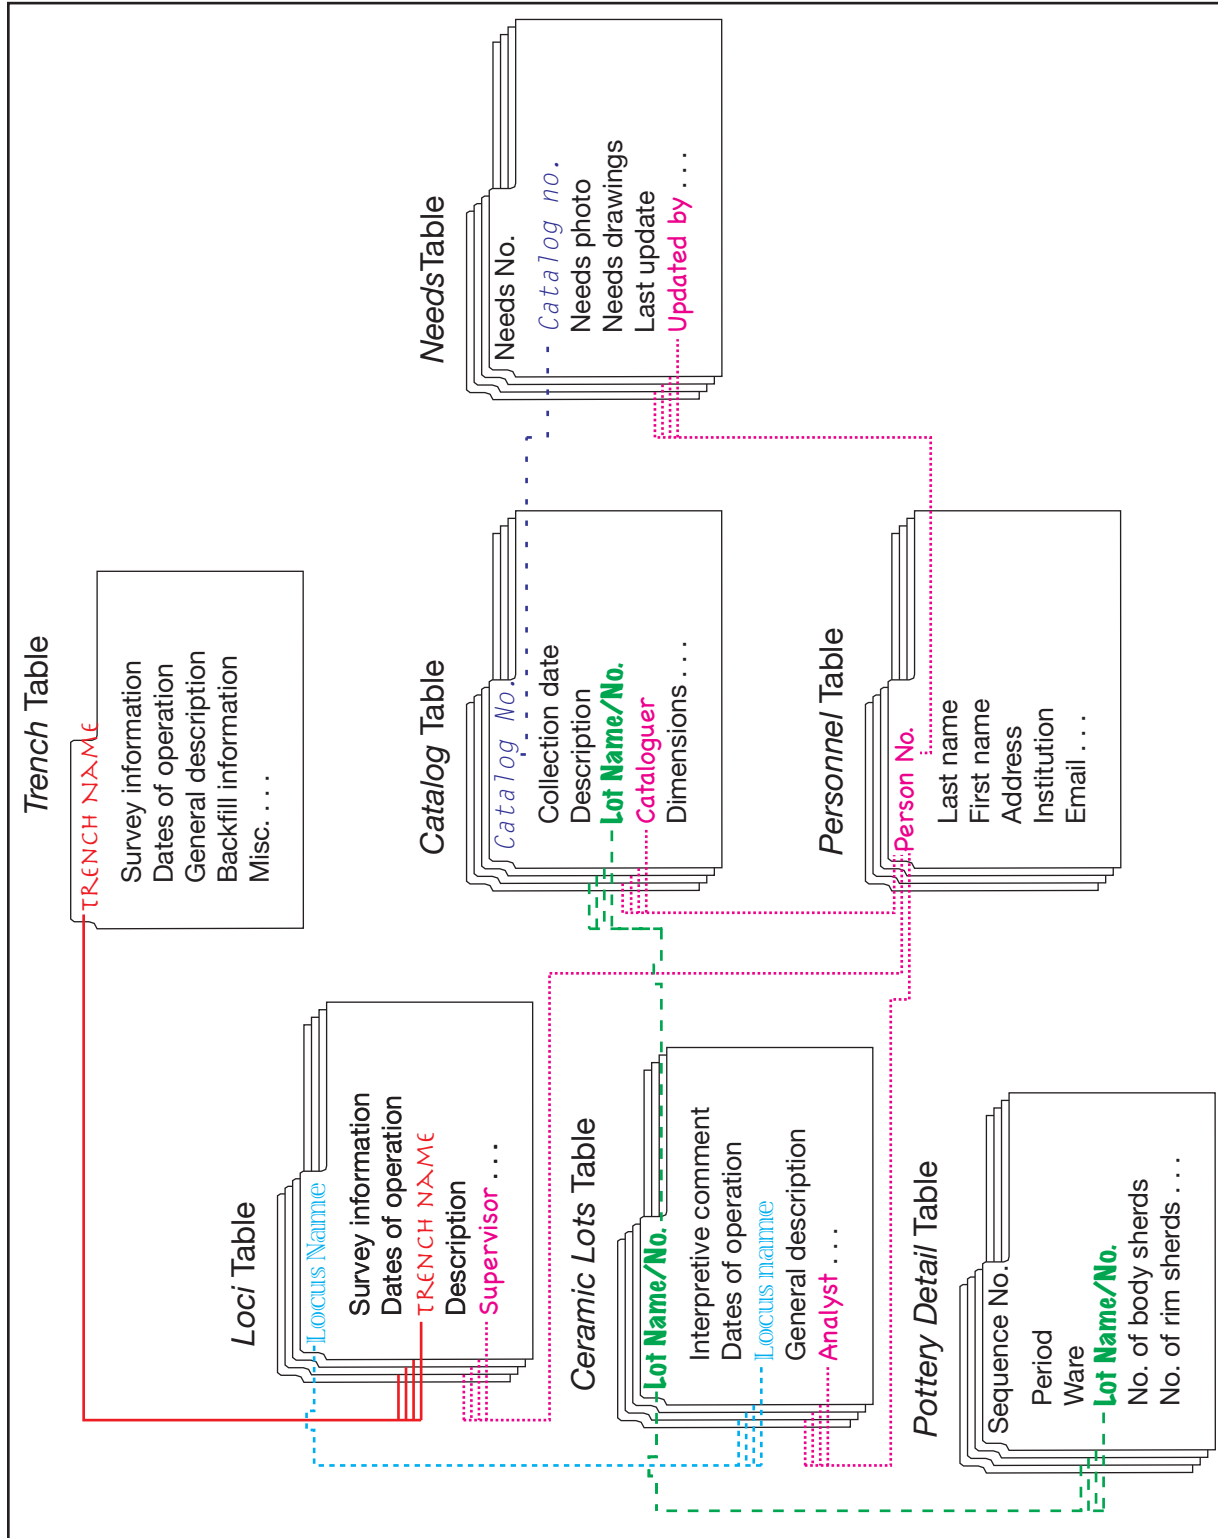 Trench Table
TRENCH NAME
Survey information
Dates of operation
General description
Backfill information
Misc. . . .
Loci Table
Locus Name
Survey information
Dates of operation
TRENCH NAME
Description
Supervisor . . .
Catalog Table
Catalog No.
Collection date
Description
Lot Name/No.
Cataloguer
Dimensions . . .
Needs Table
Needs No.
Catalog no.
Needs photo
Needs drawings
Last update
Updated by . . .
Ceramic Lots Table
Lot Name/No.
Interpretive comment
Dates of operation
Locus name
General description
Analyst . . .
Personnel Table
Person No.
Last name
First name
Address
Institution
Email . . .
Pottery Detail Table
Sequence No.
Period
Ware
Lot Name/No.
No. of body sherds
No. of rim sherds . . .